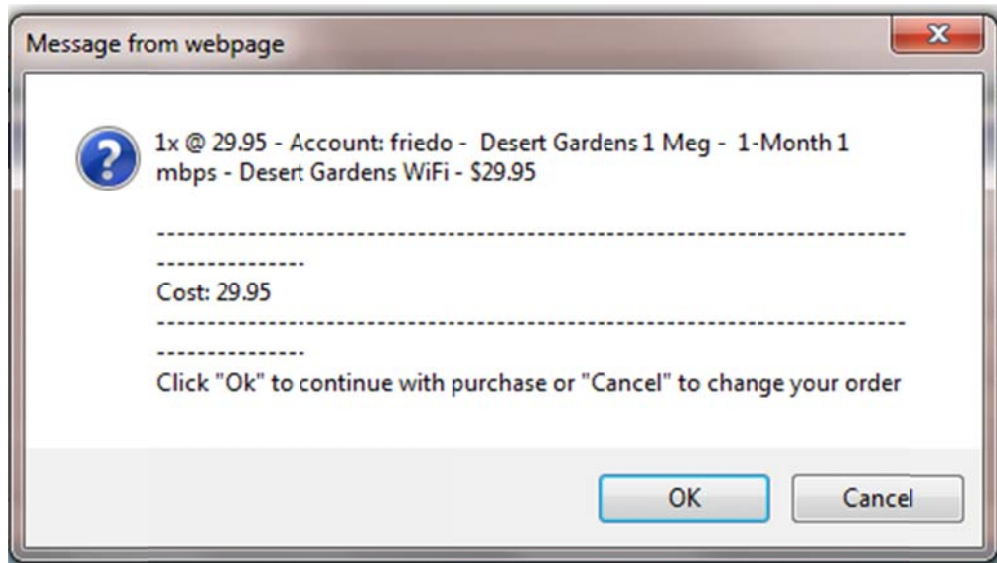 Message from webpage
1x @ 29.95 - Account: friedo -  Desert Gardens 1 Meg -  1-Month 1
mbps - Desert Gardens WiFi - $29.95
--------------------------------------------------------------------------
---------------
Cost: 29.95
--------------------------------------------------------------------------
---------------
Click "Ok" to continue with purchase or "Cancel" to change your order
OK
Cancel